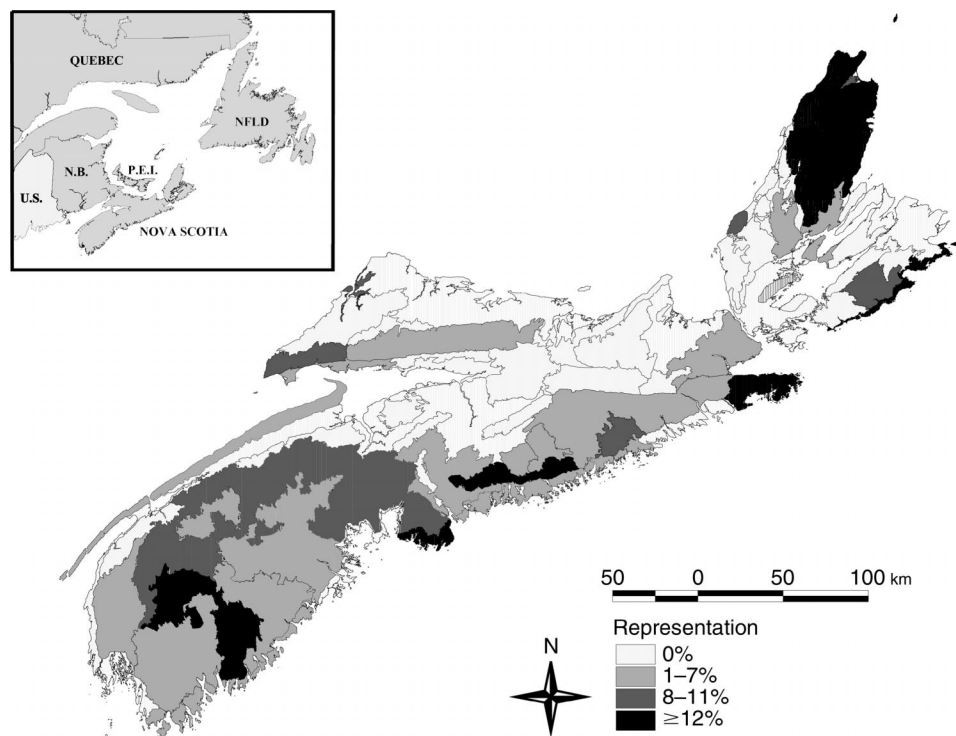 QUEBEC
NFLD
N.B.
P.E.I.
U.S.
NOVA SCOTIA
50 0 50 100 km
Representation
N
0%
1–7%
8–11%
≥12%